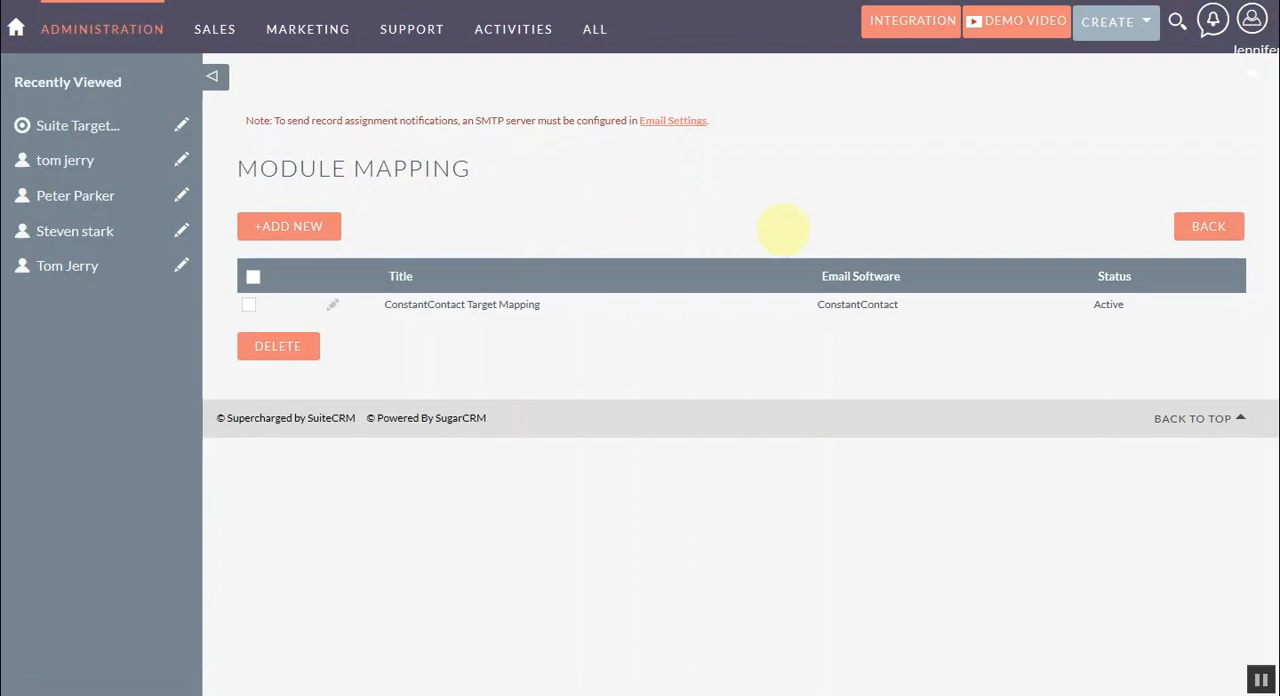 ADMINISTRATION SALES MARKETING SUPPORT ACTIVITIES ALL INTEGRATION DEMO VIDEO CREATE
Jennifer
Recently Viewed
Suite Target...
tom jerry
Peter Parker
Steven stark
Tom Jerry
Note: To send record assignment notifications, an SMTP server must be configured in Email Settings.
MODULE MAPPING
+ADD NEW BACK
Title Email Software Status
ConstantContact Target Mapping ConstantContact Active
DELETE
© Supercharged by SuiteCRM © Powered By SugarCRM BACK TO TOP